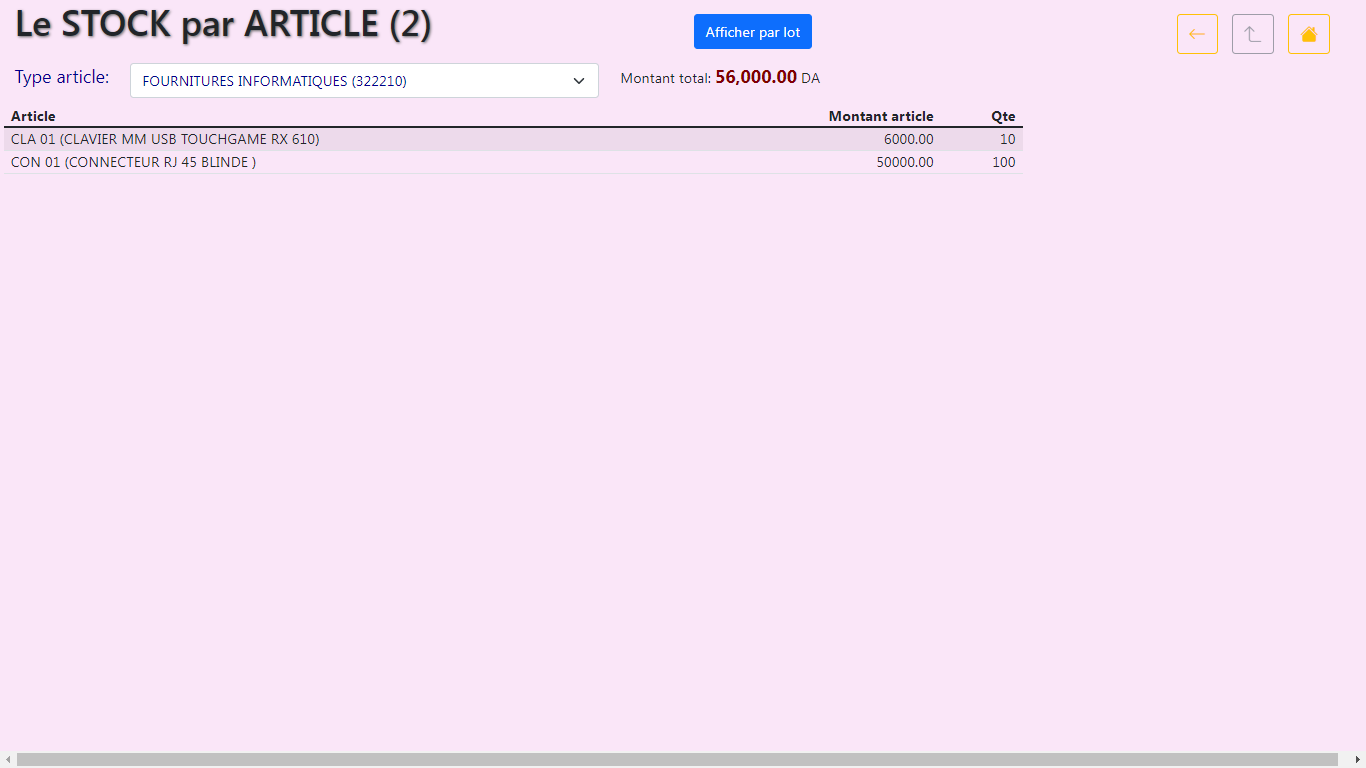 Le STOCK par ARTICLE (2)
Afficher par lot
Type article: FOURNITURES INFORMATIQUES (322210) Montant total: 56,000.00 DA
Article Montant article Qte
CLA 01 (CLAVIER MM USB TOUCHGAME RX 610) 6000.00 10
CON 01 (CONNECTEUR RJ 45 BLINDE ) 50000.00 100